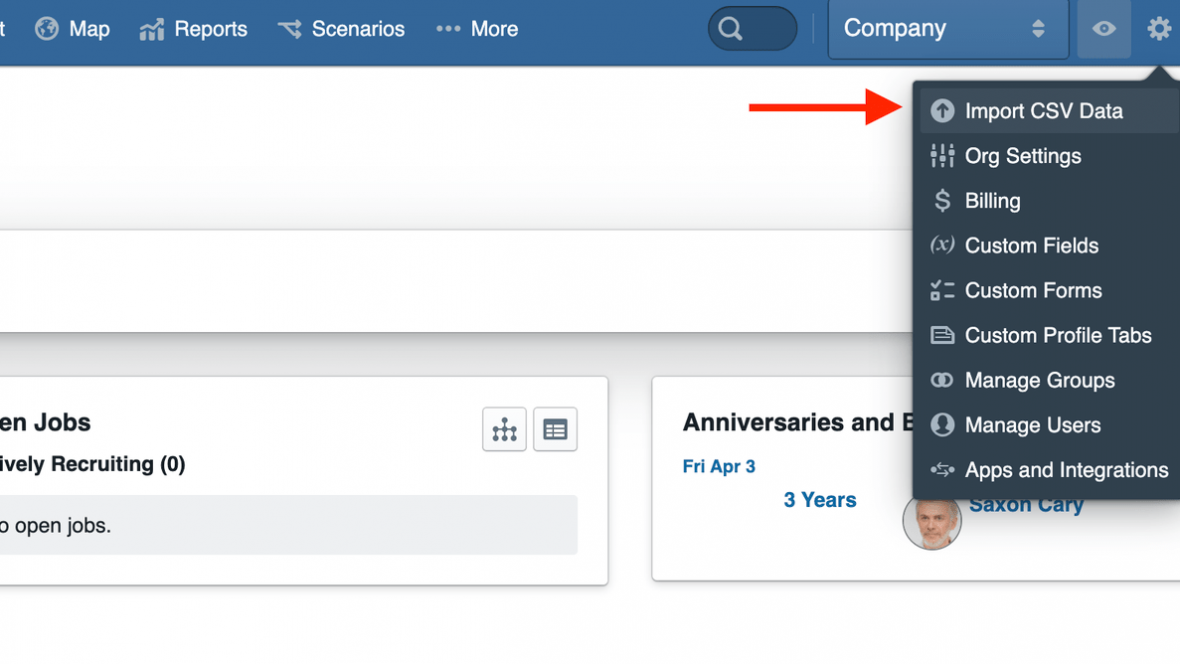 t Map Reports Scenarios More Company
Import CSV Data
Org Settings
Billing
Custom Fields
Custom Forms
Custom Profile Tabs
Manage Groups
Manage Users
Apps and Integrations
en Jobs
ively Recruiting (0)
o open jobs.
Anniversaries and B
Fri Apr 3
3 Years
Saxon Cary